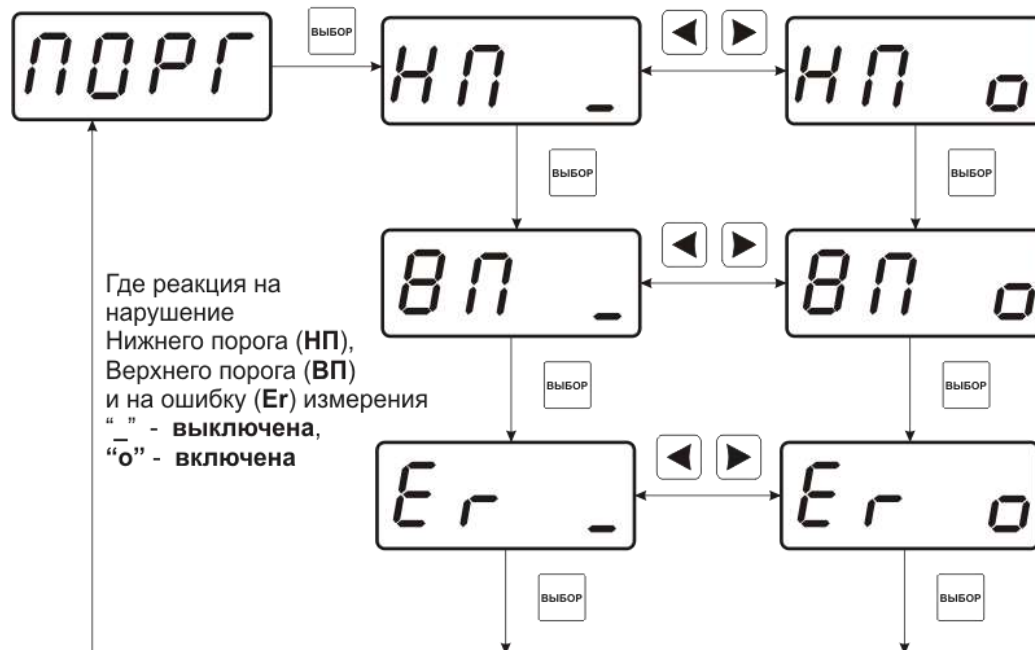 ПОРГ
ВЫБОР
НП _
НП о
ВЫБОР
ВЫБОР
ВП _
ВП о
Где реакция на
нарушение
Нижнего порога (НП),
Верхнего порога (ВП)
и на ошибку (Er) измерения
“_” - выключена,
“о” - включена
ВЫБОР
ВЫБОР
Er _
Er о
ВЫБОР
ВЫБОР